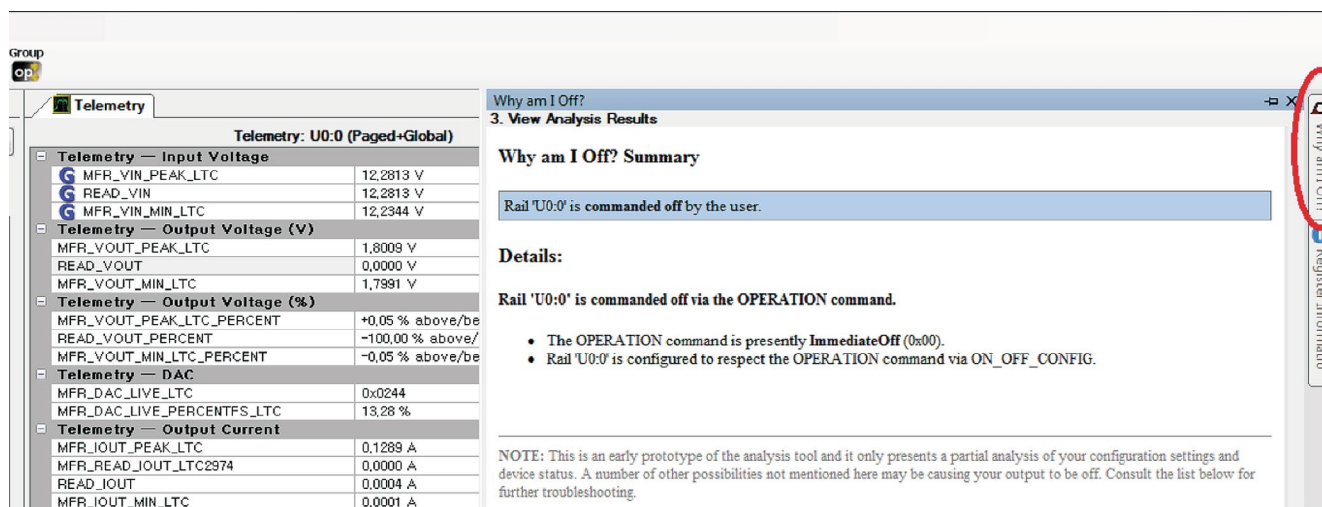 Group
op
Telemetry
Telemetry: U0:0 (Paged+Global)
Telemetry — Input Voltage
G MFR_VIN_PEAK_LTC 12,2813 V
G READ_VIN 12,2813 V
G MFR_VIN_MIN_LTC 12,2344 V
Telemetry — Output Voltage (V)
MFR_VOUT_PEAK_LTC 1,8009 V
READ_VOUT 0,0000 V
MFR_VOUT_MIN_LTC 1,7991 V
Telemetry — Output Voltage (%)
MFR_VOUT_PEAK_LTC_PERCENT +0,05 % above/be
READ_VOUT_PERCENT -100,00 % above/
MFR_VOUT_MIN_LTC_PERCENT -0,05 % above/be
Telemetry — DAC
MFR_DAC_LIVE_LTC 0x0244
MFR_DAC_LIVE_PERCENTFS_LTC 13,28 %
Telemetry — Output Current
MFR_IOUT_PEAK_LTC 0,1289 A
MFR_READ_IOUT_LTC2974 0,0000 A
READ_IOUT 0,0004 A
MFR_IOUT_MIN_LTC 0,0001 A
Why am I Off?
3. View Analysis Results
Why am I Off? Summary
Rail 'U0:0' is commanded off by the user.
Details:
Rail 'U0:0' is commanded off via the OPERATION command.
• The OPERATION command is presently ImmediateOff (0x00).
• Rail 'U0:0' is configured to respect the OPERATION command via ON_OFF_CONFIG.
NOTE: This is an early prototype of the analysis tool and it only presents a partial analysis of your configuration settings and
device status. A number of other possibilities not mentioned here may be causing your output to be off. Consult the list below for
further troubleshooting.
Why am I Off?
Register Informatio